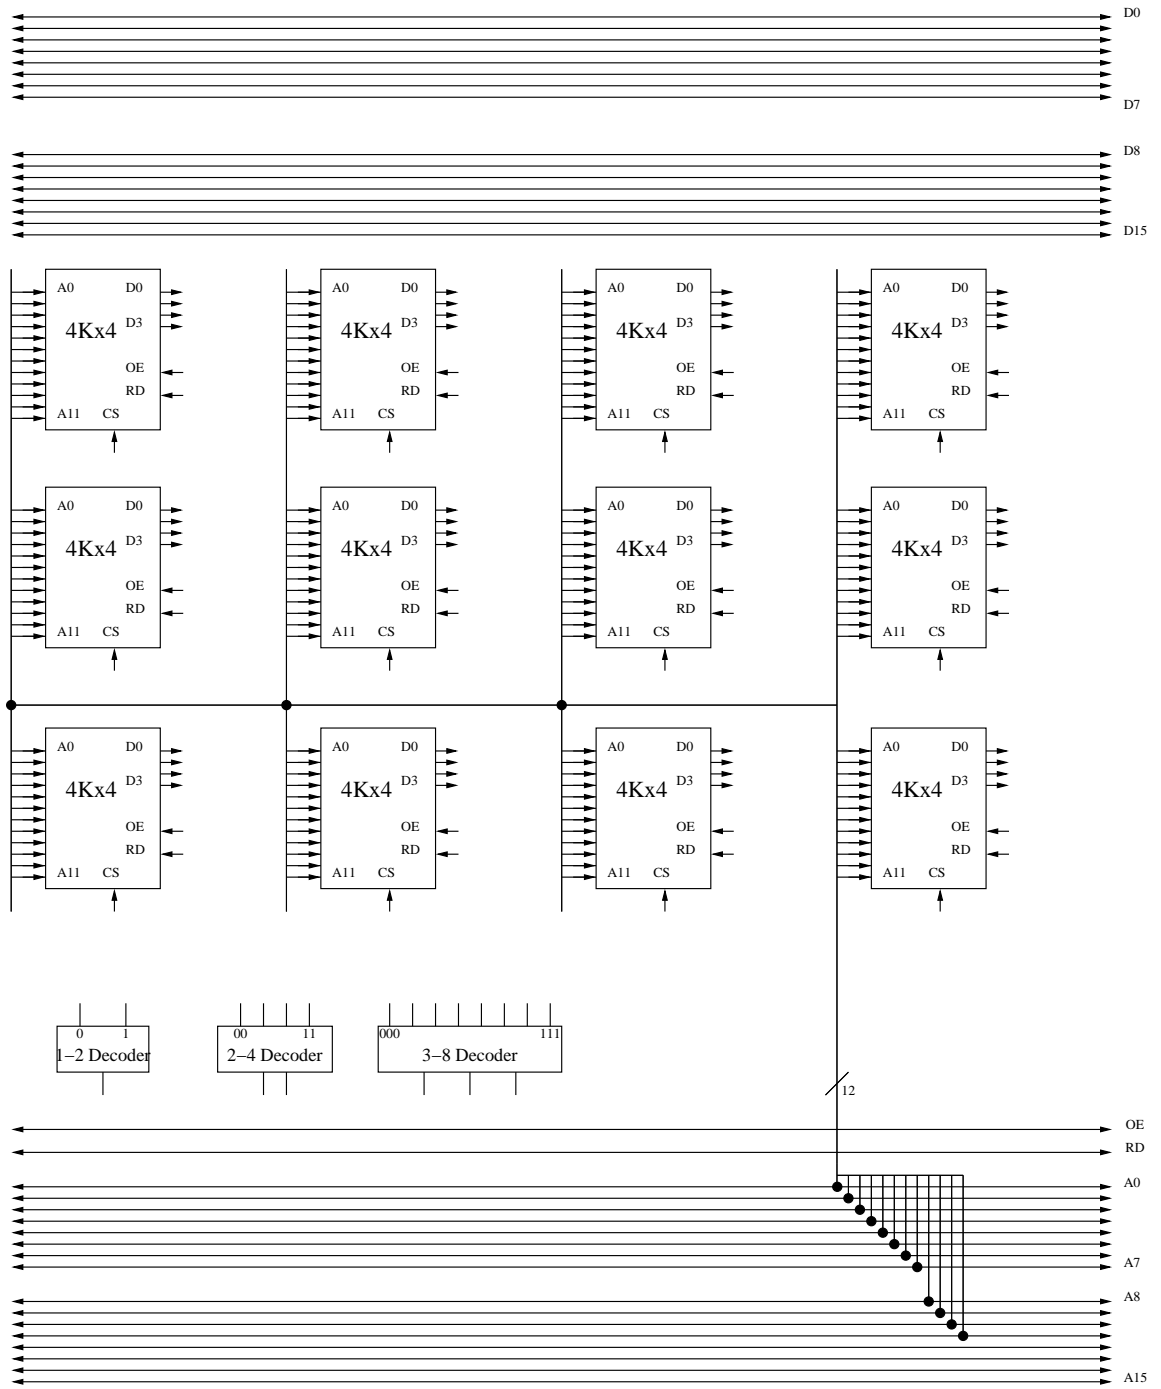 D0
D7
D8
D15
A0 D0 A0 D0 A0 D0 A0 D0
4Kx4 D3 4Kx4 D3 4Kx4 D3 4Kx4 D3
OE OE OE OE
RD RD RD RD
A11 CS A11 CS A11 CS A11 CS
A0 D0 A0 D0 A0 D0 A0 D0
4Kx4 D3 4Kx4 D3 4Kx4 D3 4Kx4 D3
OE OE OE OE
RD RD RD RD
A11 CS A11 CS A11 CS A11 CS
A0 D0 A0 D0 A0 D0 A0 D0
4Kx4 D3 4Kx4 D3 4Kx4 D3 4Kx4 D3
OE OE OE OE
RD RD RD RD
A11 CS A11 CS A11 CS A11 CS
0 1 00 11 000 111
1−2 Decoder 2−4 Decoder 3−8 Decoder
12
OE
RD
A0
A7
A8
A15